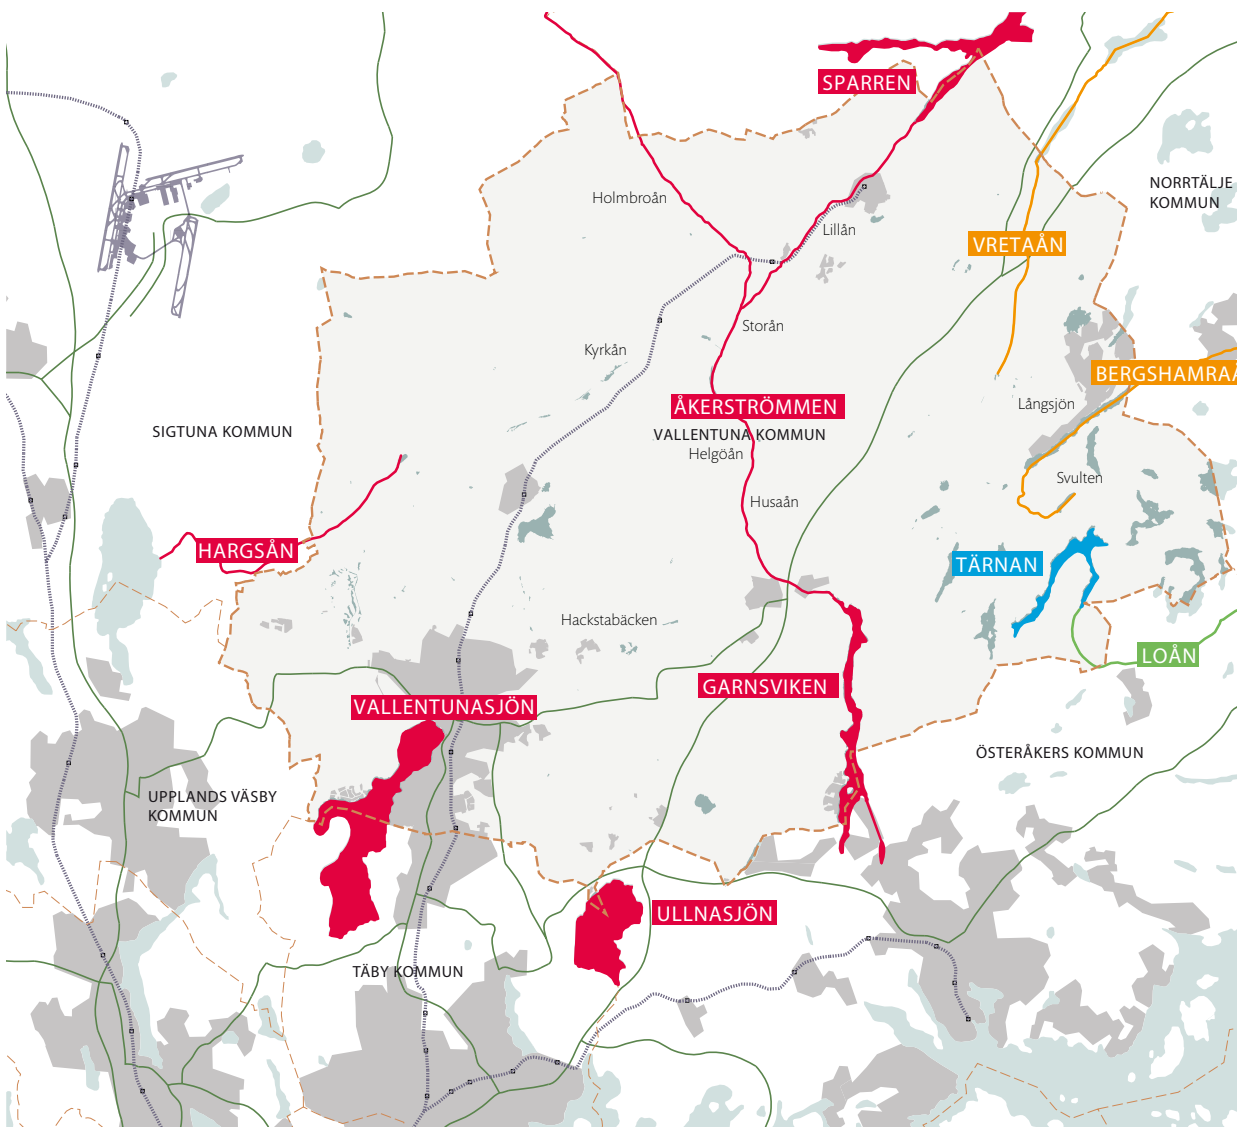 SPARREN
NORRTÄLJE
KOMMUN
Holmbroån
Lillån
VRETAÅN
Storån
Kyrkån
BERGSHAMRAÅ
Långsjön
ÅKERSTRÖMMEN
SIGTUNA KOMMUN
VALLENTUNA KOMMUN
Helgöån
Svulten
Husaån
HARGSÅN
TÄRNAN
Hackstabäcken
LOÅN
GARNSVIKEN
VALLENTUNASJÖN
ÖSTERÅKERS KOMMUN
UPPLANDS VÄSBY
KOMMUN
ULLNASJÖN
TÄBY KOMMUN